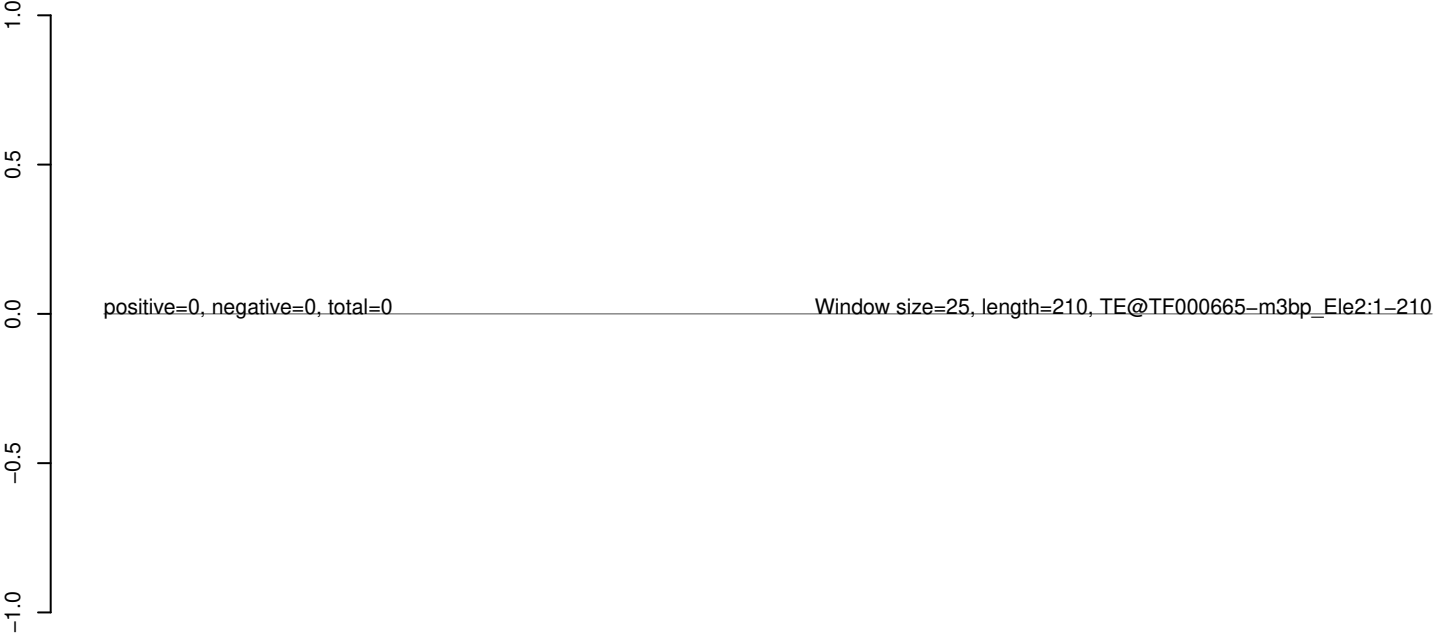 1.0
0.5
0.0
−0.5
−1.0
positive=0, negative=0, total=0
Window size=25, length=210, TE@TF000665−m3bp_Ele2:1−210